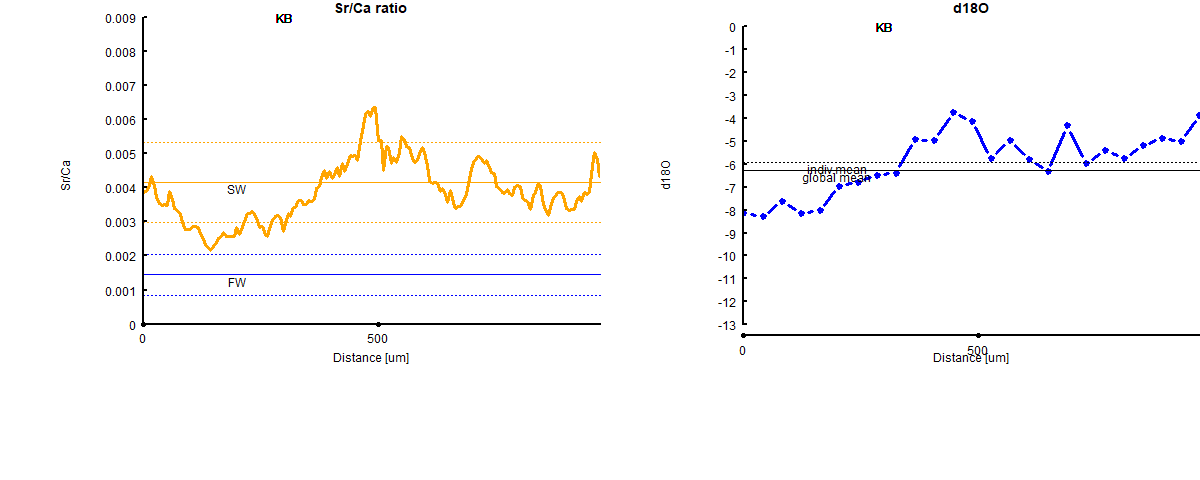 Sr/Ca ratio
KB
0.009
0.008
0.007
0.006
0.005
0.004
0.003
0.002
0.001
0
Sr/Ca
SW
FW
0
500
Distance [um]
d18O
KB
0
-1
-2
-3
-4
-5
-6
-7
-8
-9
-10
-11
-12
-13
d18O
indiv.mean
global mean
0
500
Distance [um]